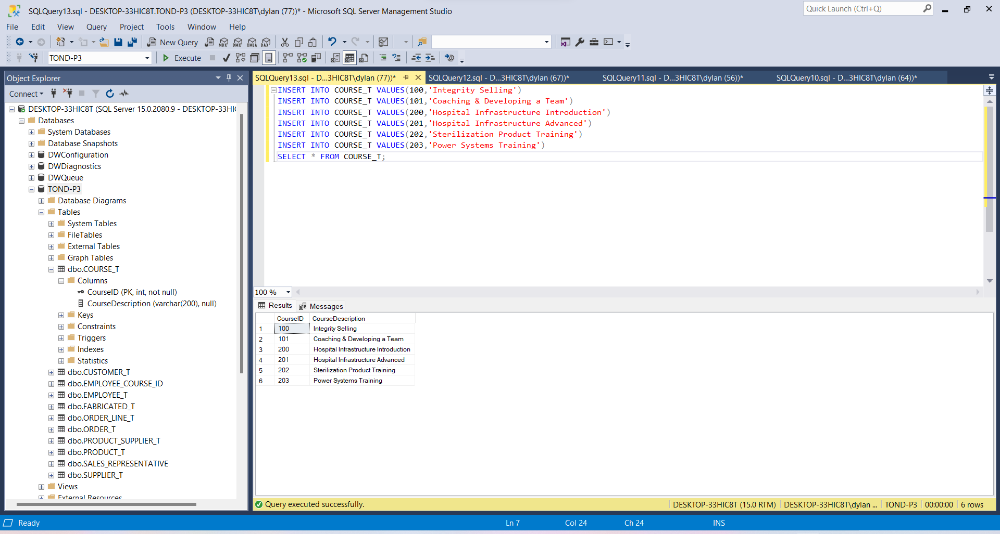 SQLQuery13.sql - DESKTOP-33HIC8T.TOND-P3 (DESKTOP-33HIC8T\dylan (77))* - Microsoft SQL Server Management Studio
Quick Launch (Ctrl+Q)
File Edit View Query Project Tools Window Help
New Query MDX DMX XMLA DAX
TOND-P3 Execute
Object Explorer
Connect
DESKTOP-33HIC8T (SQL Server 15.0.2080.9 - DESKTOP-33HIC
Databases
System Databases
Database Snapshots
DWConfiguration
DWDiagnostics
DWQueue
TOND-P3
Database Diagrams
Tables
System Tables
FileTables
External Tables
Graph Tables
dbo.COURSE_T
Columns
CourseID (PK, int, not null)
CourseDescription (varchar(200), null)
Keys
Constraints
Triggers
Indexes
Statistics
dbo.CUSTOMER_T
dbo.EMPLOYEE_COURSE_ID
dbo.EMPLOYEE_T
dbo.FABRICATED_T
dbo.ORDER_LINE_T
dbo.ORDER_T
dbo.PRODUCT_SUPPLIER_T
dbo.PRODUCT_T
dbo.SALES_REPRESENTATIVE
dbo.SUPPLIER_T
Views
External Resources
SQLQuery13.sql - D...3HIC8T\dylan (77))* SQLQuery12.sql - D...3HIC8T\dylan (67))* SQLQuery11.sql - D...3HIC8T\dylan (56))* SQLQuery10.sql - D...3HIC8T\dylan (64))*
INSERT INTO COURSE_T VALUES(100,'Integrity Selling')
INSERT INTO COURSE_T VALUES(101,'Coaching & Developing a Team')
INSERT INTO COURSE_T VALUES(200,'Hospital Infrastructure Introduction')
INSERT INTO COURSE_T VALUES(201,'Hospital Infrastructure Advanced')
INSERT INTO COURSE_T VALUES(202,'Sterilization Product Training')
INSERT INTO COURSE_T VALUES(203,'Power Systems Training')
SELECT * FROM COURSE_T;
100 %
Results Messages
CourseID CourseDescription
1 100 Integrity Selling
2 101 Coaching & Developing a Team
3 200 Hospital Infrastructure Introduction
4 201 Hospital Infrastructure Advanced
5 202 Sterilization Product Training
6 203 Power Systems Training
Query executed successfully. DESKTOP-33HIC8T (15.0 RTM) DESKTOP-33HIC8T\dylan ... TOND-P3 00:00:00 6 rows
Ready Ln 7 Col 24 Ch 24 INS